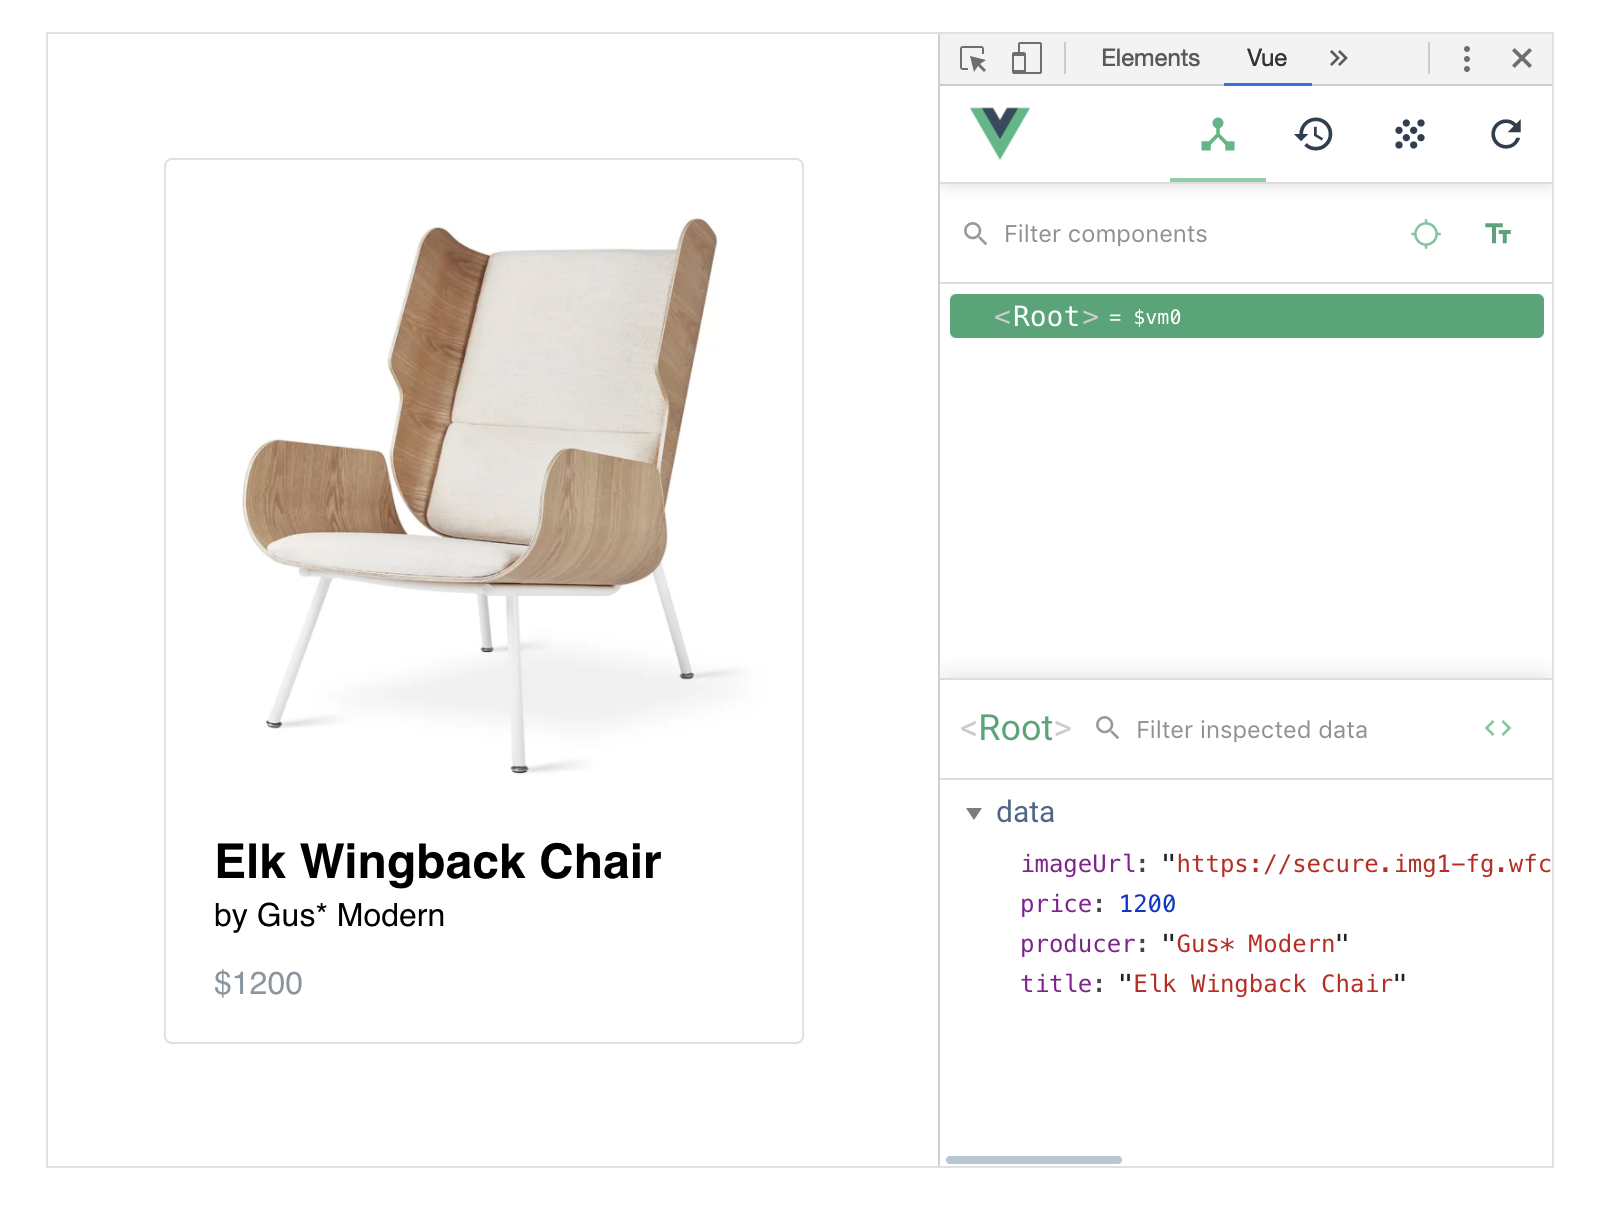 Elements Vue
Filter components
<Root> = $vm0
<Root> Filter inspected data
data
imageUrl: "https://secure.img1-fg.wfc
price: 1200
producer: "Gus* Modern"
title: "Elk Wingback Chair"
Elk Wingback Chair
by Gus* Modern
$1200